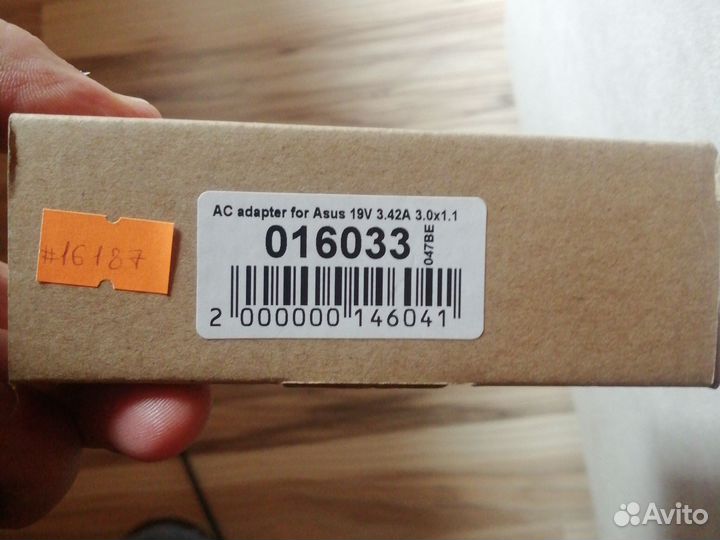 #16187
AC adapter for Asus 19V 3.42A 3.0x1.1
016033
047BE
2 000000 146041
Avito